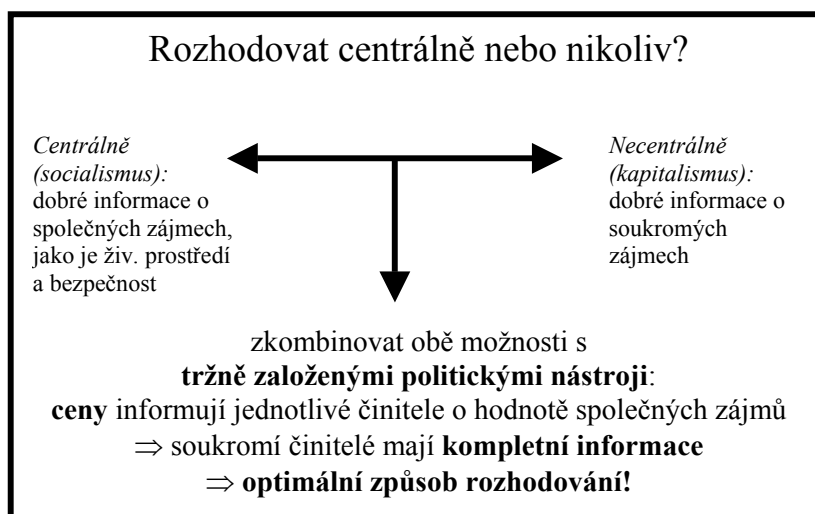 Rozhodovat centrálně nebo nikoliv?
Centrálně
(socialismus):
dobré informace o
společných zájmech,
jako je živ. prostředí
a bezpečnost
Necentrálně
(kapitalismus):
dobré informace o
soukromých
zájmech
zkombinovat obě možnosti s
tržně založenými politickými nástroji:
ceny informují jednotlivé činitele o hodnotě společných zájmů
⇒ soukromí činitelé mají kompletní informace
⇒ optimální způsob rozhodování!